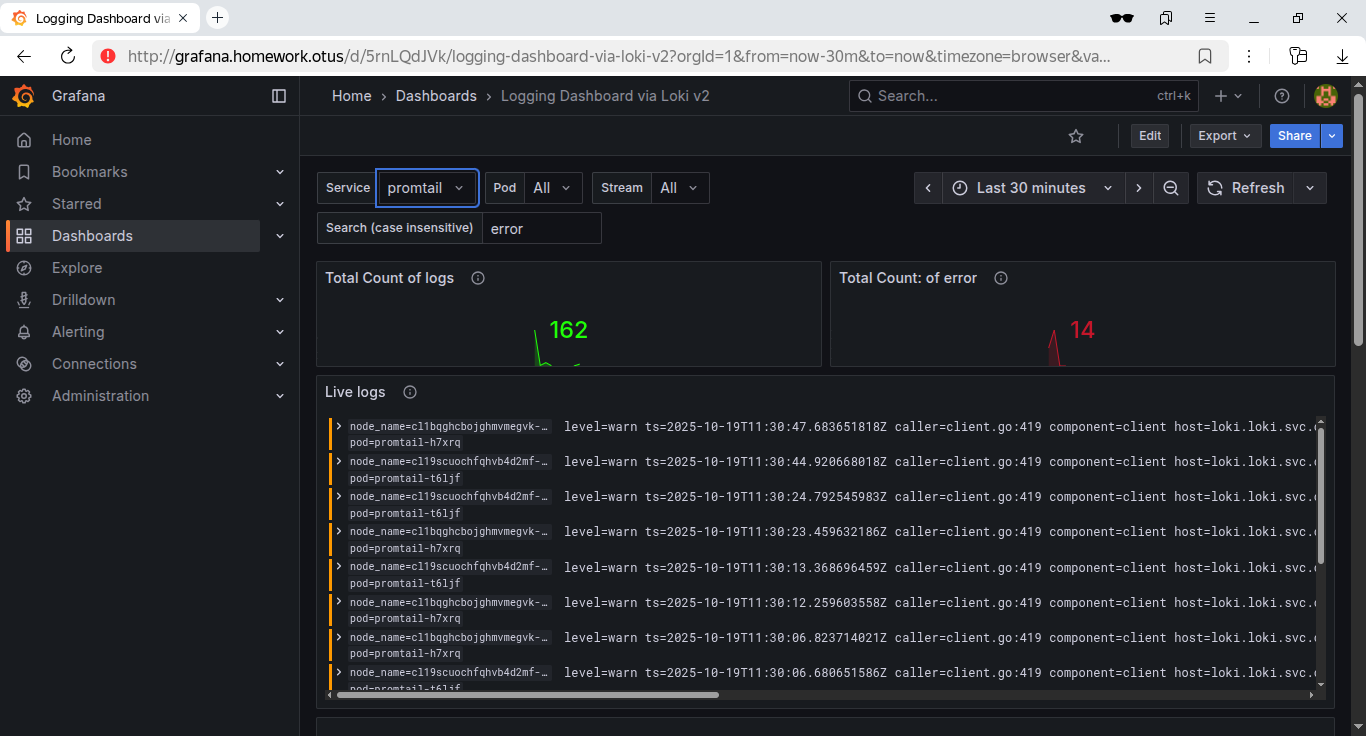 Logging Dashboard via
http://grafana.homework.otus/d/5rnLQdJVk/logging-dashboard-via-loki-v2?orgId=1&from=now-30m&to=now&timezone=browser&va...
Grafana
Home › Dashboards › Logging Dashboard via Loki v2
Search...
ctrl+k
Home
Bookmarks
Starred
Dashboards
Explore
Drilldown
Alerting
Connections
Administration
Edit
Export
Share
Service promtail Pod All Stream All
Last 30 minutes
Refresh
Search (case insensitive) error
Total Count of logs
162
Total Count: of error
14
Live logs
node_name=cl1bqghcbojghmvmegvk-… level=warn ts=2025-10-19T11:30:47.683651818Z caller=client.go:419 component=client host=loki.loki.svc.
pod=promtail-h7xrq
node_name=cl19scuochfqhvb4d2mf-… level=warn ts=2025-10-19T11:30:44.920668018Z caller=client.go:419 component=client host=loki.loki.svc.
pod=promtail-t6ljf
node_name=cl19scuochfqhvb4d2mf-… level=warn ts=2025-10-19T11:30:24.792545983Z caller=client.go:419 component=client host=loki.loki.svc.
pod=promtail-t6ljf
node_name=cl1bqghcbojghmvmegvk-… level=warn ts=2025-10-19T11:30:23.459632186Z caller=client.go:419 component=client host=loki.loki.svc.
pod=promtail-h7xrq
node_name=cl19scuochfqhvb4d2mf-… level=warn ts=2025-10-19T11:30:13.368696459Z caller=client.go:419 component=client host=loki.loki.svc.
pod=promtail-t6ljf
node_name=cl1bqghcbojghmvmegvk-… level=warn ts=2025-10-19T11:30:12.259603558Z caller=client.go:419 component=client host=loki.loki.svc.
pod=promtail-h7xrq
node_name=cl1bqghcbojghmvmegvk-… level=warn ts=2025-10-19T11:30:06.823714021Z caller=client.go:419 component=client host=loki.loki.svc.
pod=promtail-h7xrq
node_name=cl19scuochfqhvb4d2mf-… level=warn ts=2025-10-19T11:30:06.680651586Z caller=client.go:419 component=client host=loki.loki.svc.
pod=promtail-t6ljf